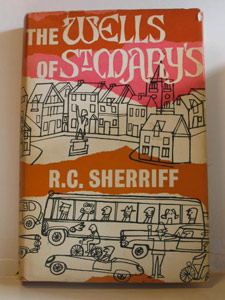 THE WELLS
OF ST MARY'S
R.C. SHERRIFF